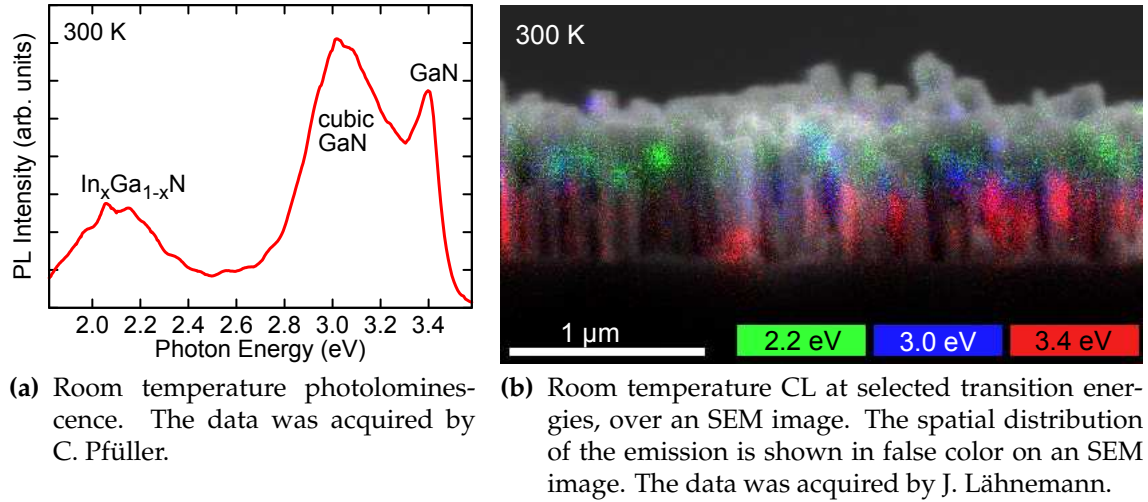 300 K
PL Intensity (arb. units)
InₓGa₁₋ₓN
cubic
GaN
GaN
2.0 2.2 2.4 2.6 2.8 3.0 3.2 3.4
Photon Energy (eV)
300 K
1 µm
2.2 eV 3.0 eV 3.4 eV
(a) Room temperature photolomines-
cence. The data was acquired by
C. Pfüller.
(b) Room temperature CL at selected transition ener-
gies, over an SEM image. The spatial distribution
of the emission is shown in false color on an SEM
image. The data was acquired by J. Lähnemann.